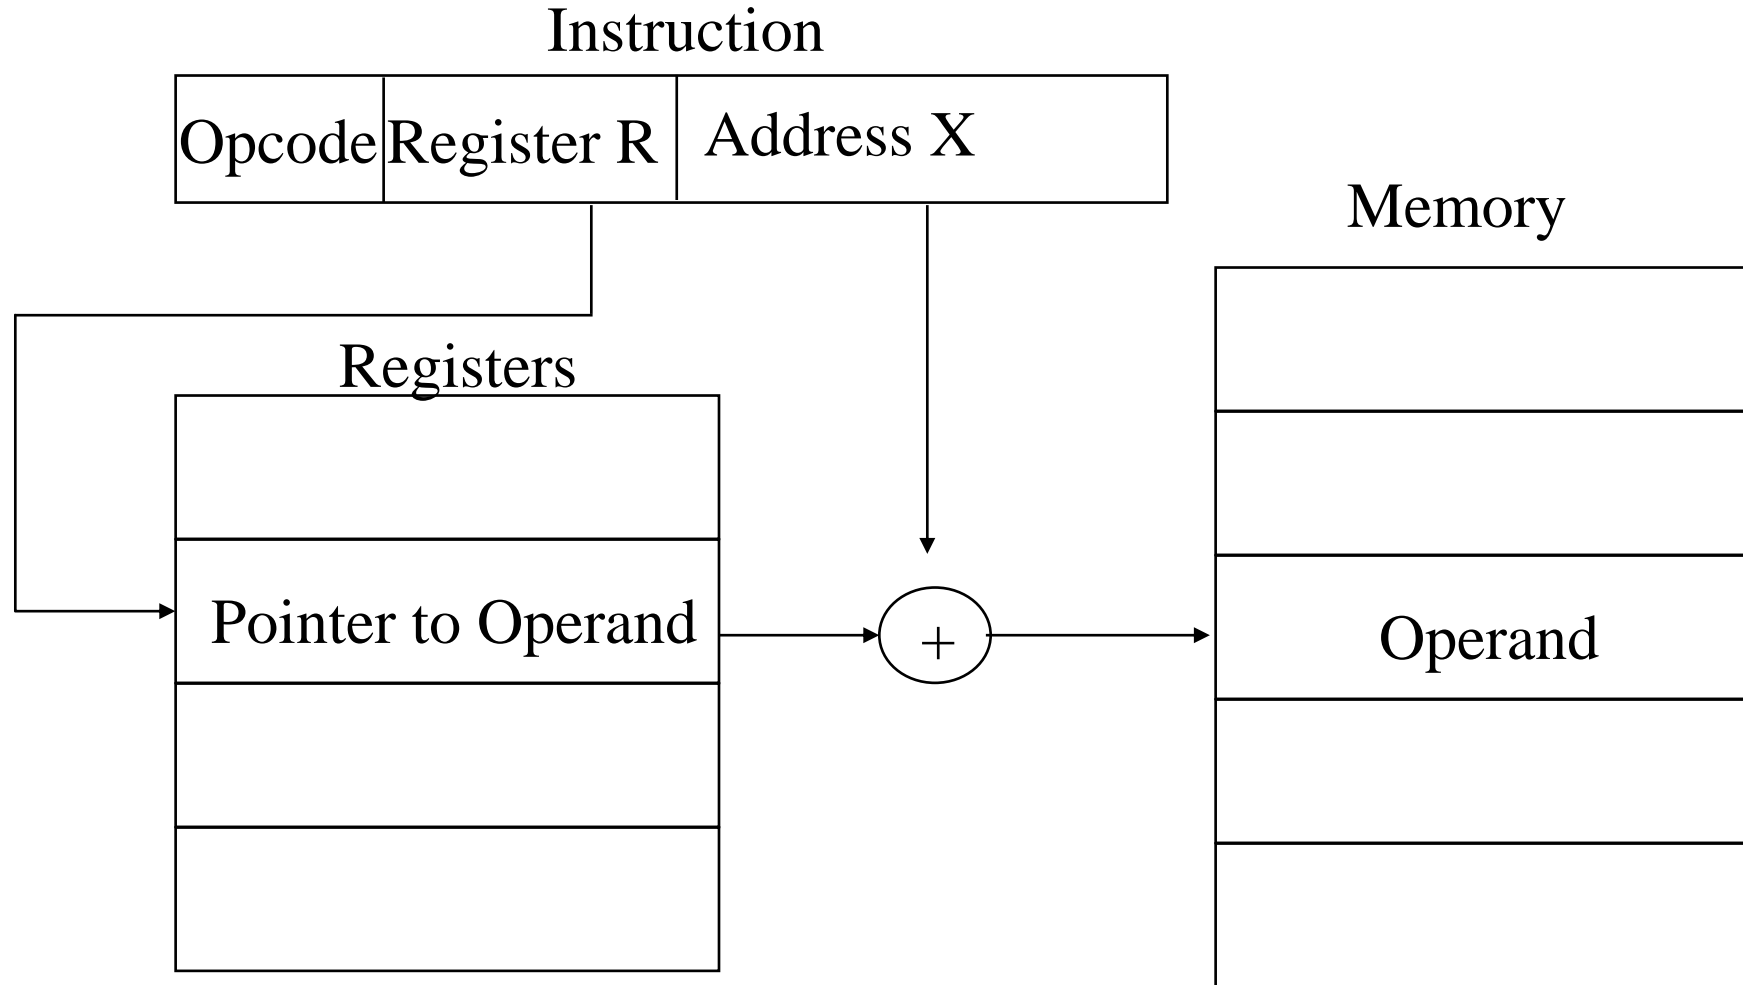 Instruction
Opcode Register R Address X
Memory
Registers
Pointer to Operand
+
Operand